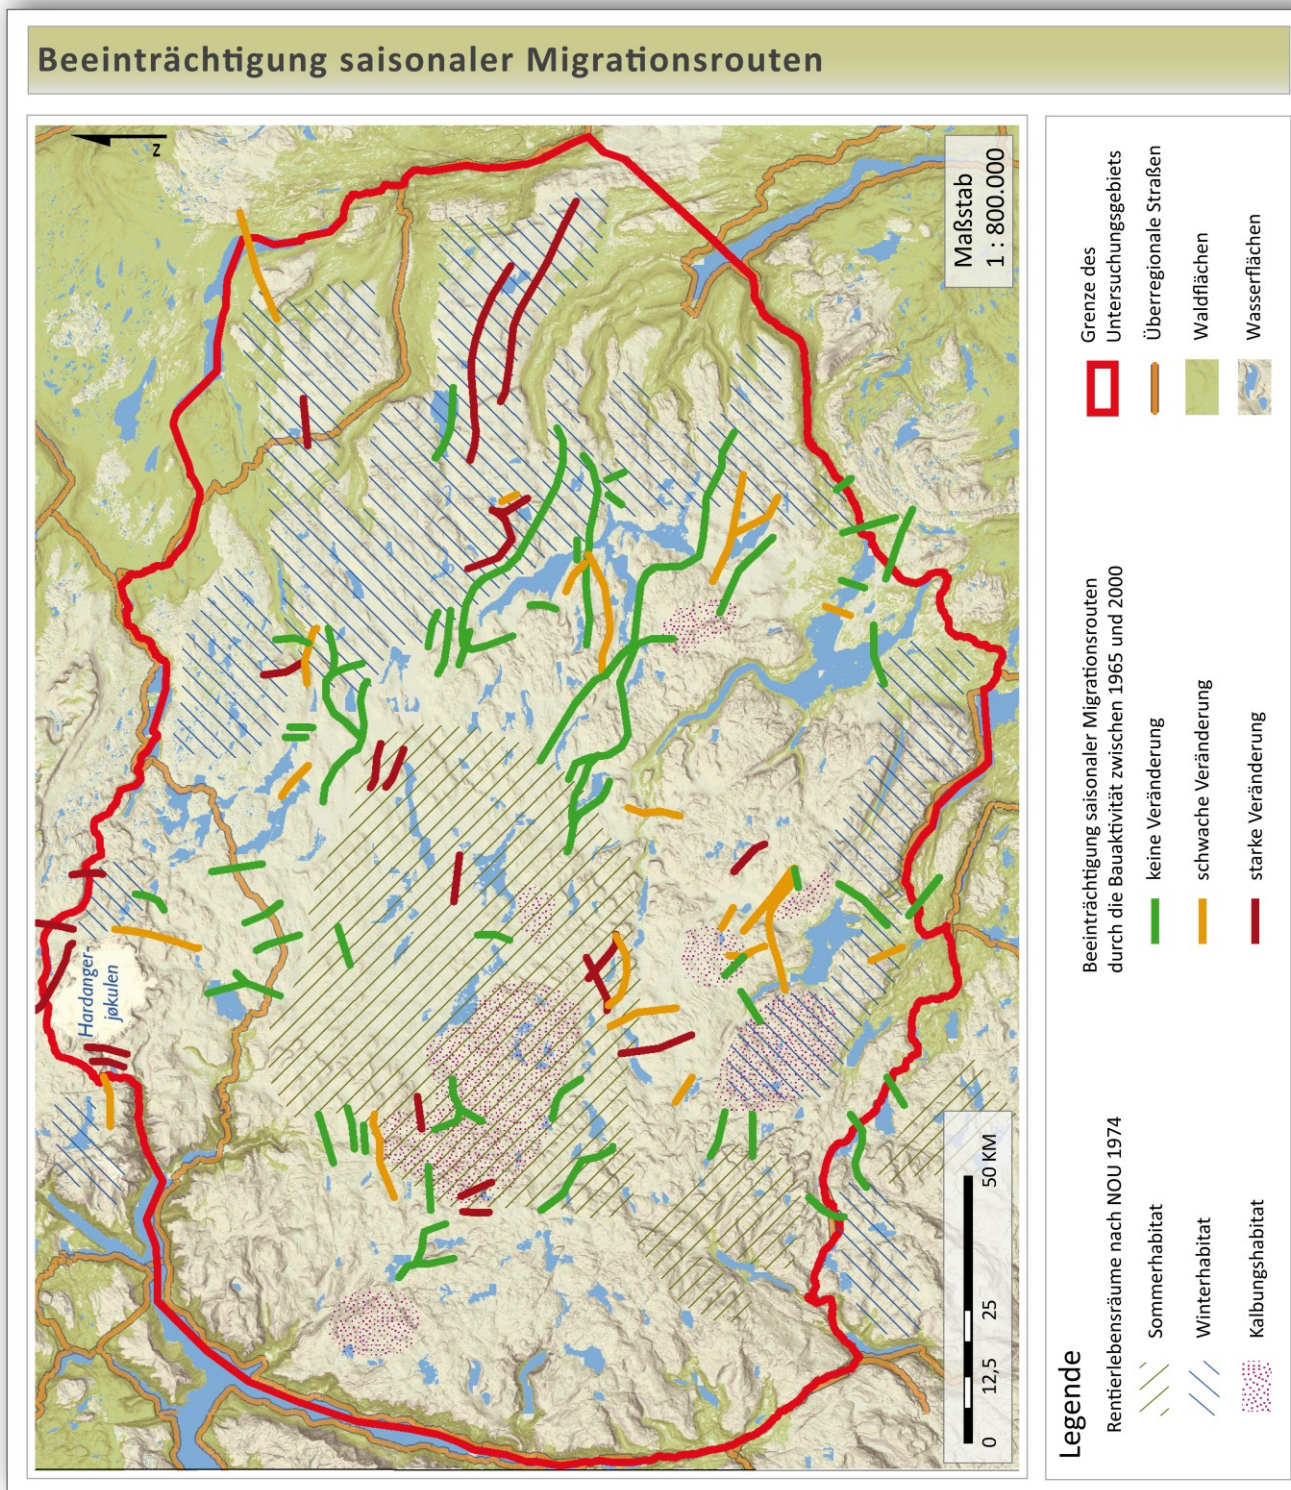 Beeinträchtigung saisonaler Migrationsrouten
N
Hardanger-
jøkulen
Maßstab
1 : 800.000
0 12,5 25 50 KM
Legende
Rentierlebensräume nach NOU 1974
Sommerhabitat
Winterhabitat
Kalbungshabitat
Beeinträchtigung saisonaler Migrationsrouten
durch die Bauaktivität zwischen 1965 und 2000
keine Veränderung
schwache Veränderung
starke Veränderung
Grenze des
Untersuchungsgebiets
Überregionale Straßen
Waldflächen
Wasserflächen